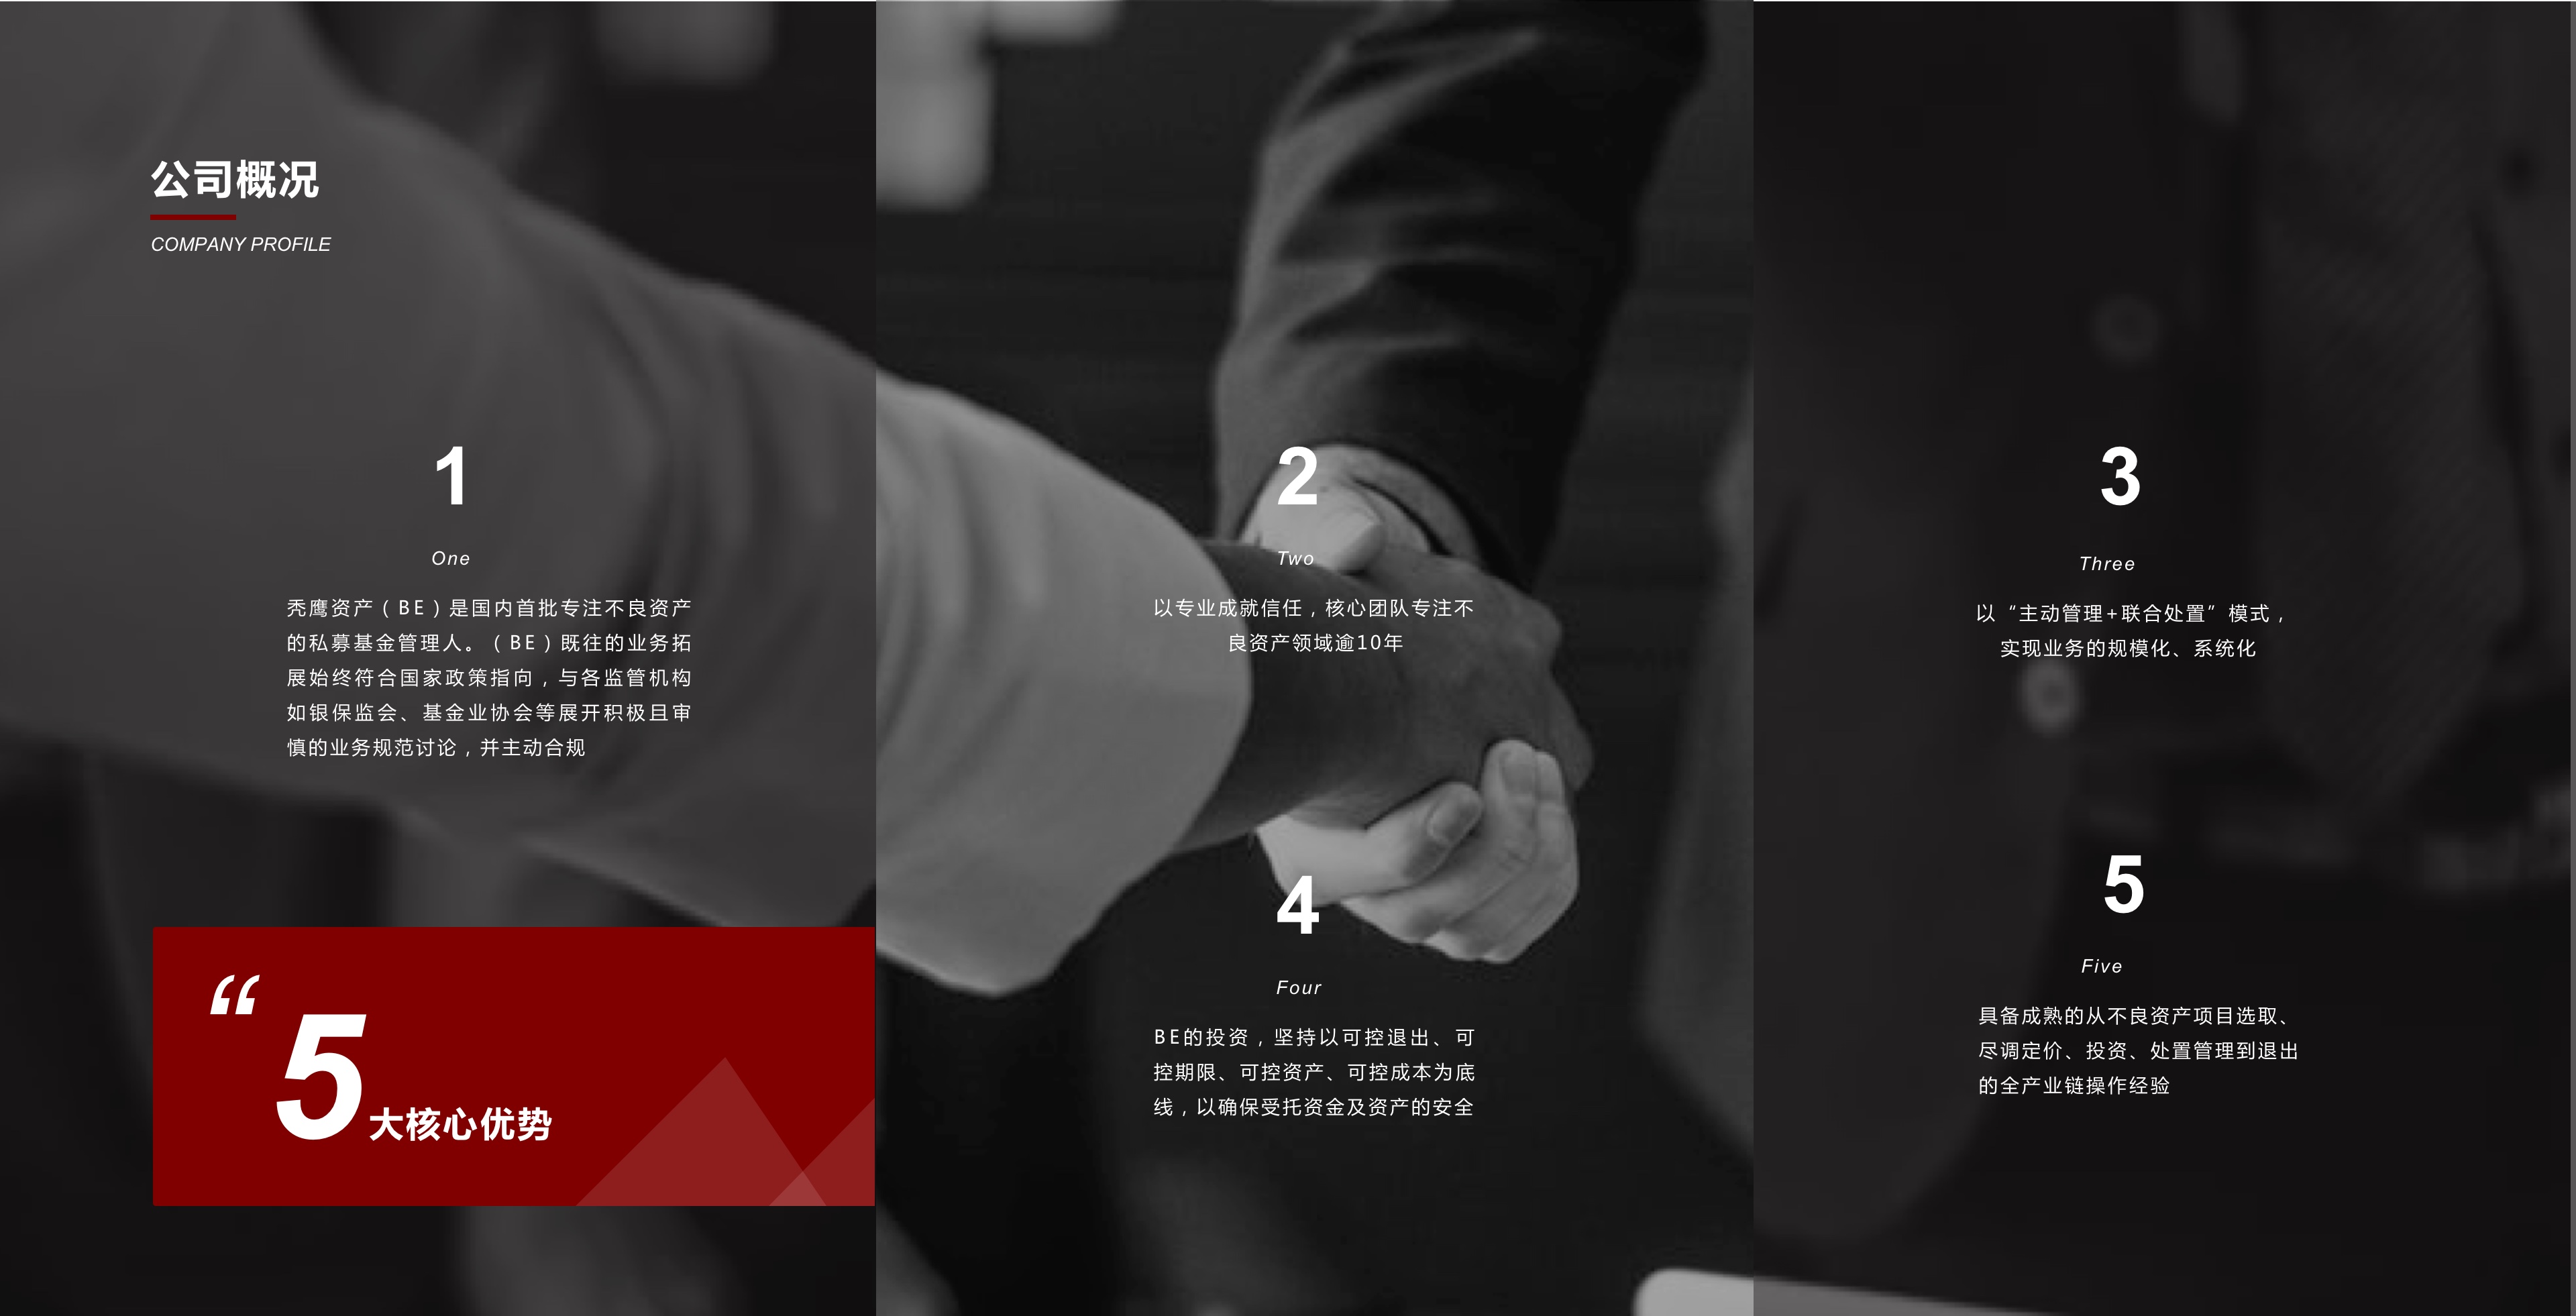 公司概况
COMPANY PROFILE
1
One
秃鹰资产（BE）是国内首批专注不良资产
的私募基金管理人。（BE）既往的业务拓
展始终符合国家政策指向，与各监管机构
如银保监会、基金业协会等展开积极且审
慎的业务规范讨论，并主动合规
2
Two
以专业成就信任，核心团队专注不
良资产领域逾10年
3
Three
以“主动管理+联合处置”模式，
实现业务的规模化、系统化
4
Four
BE的投资，坚持以可控退出、可
控期限、可控资产、可控成本为底
线，以确保受托资金及资产的安全
5
Five
具备成熟的从不良资产项目选取、
尽调定价、投资、处置管理到退出
的全产业链操作经验
“
5大核心优势